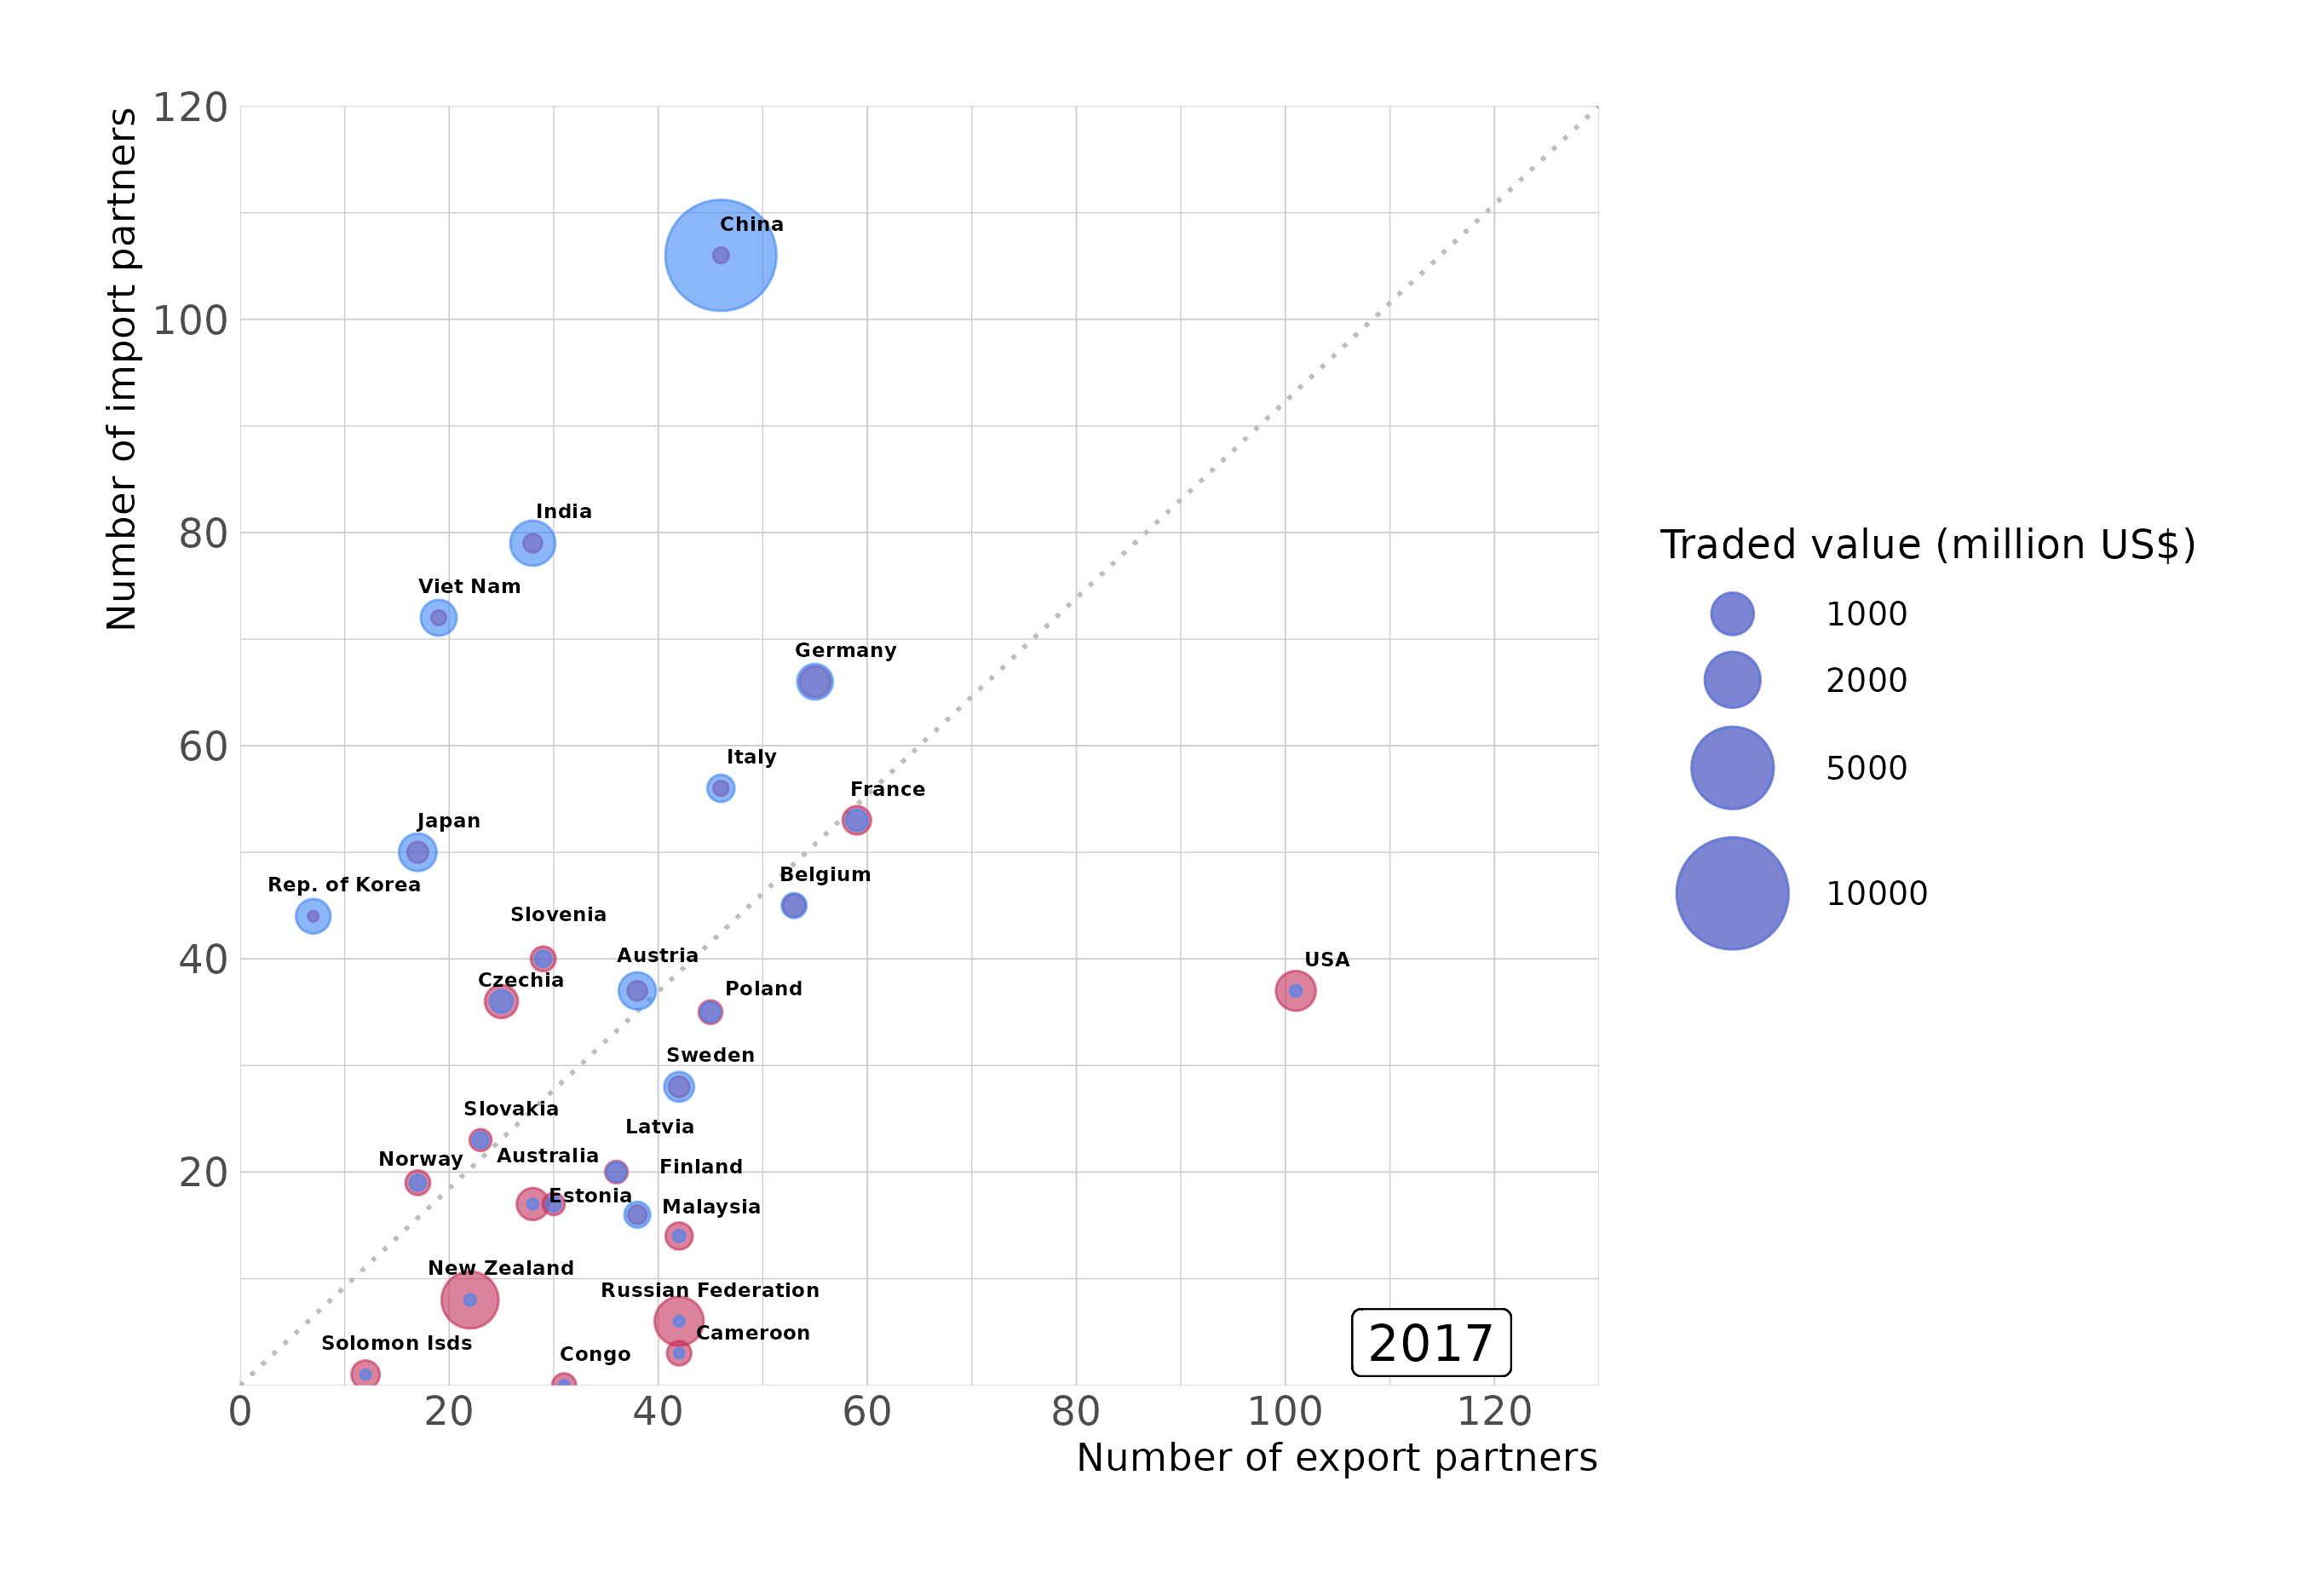 Number of import partners
120
100
80
60
40
20
China
India
Viet Nam
Germany
Italy
France
Japan
Belgium
Rep. of Korea
Slovenia
Austria
USA
Czechia
Poland
Sweden
Slovakia
Latvia
Norway
Australia
Finland
Estonia
Malaysia
New Zealand
Russian Federation
Cameroon
Solomon Isds
Congo
2017
0 20 40 60 80 100 120
Number of export partners
Traded value (million US$)
1000
2000
5000
10000